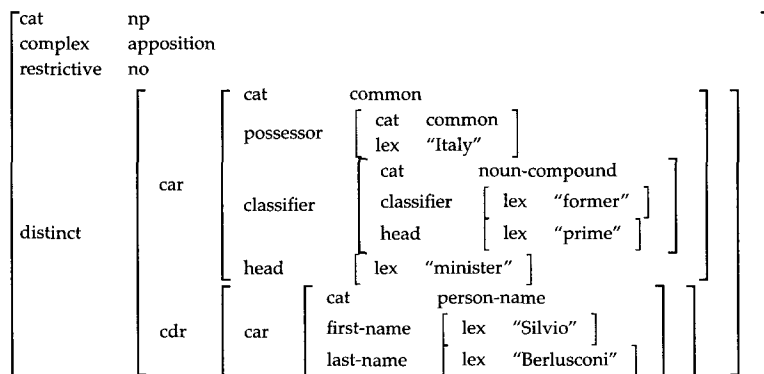 cat np
complex apposition
restrictive no
cat common
possessor cat common
lex "Italy"
cat noun-compound
car classifier classifier lex "former"
distinct head lex "prime"
head lex "minister"
cat person-name
cdr car first-name lex "Silvio"
last-name lex "Berlusconi"